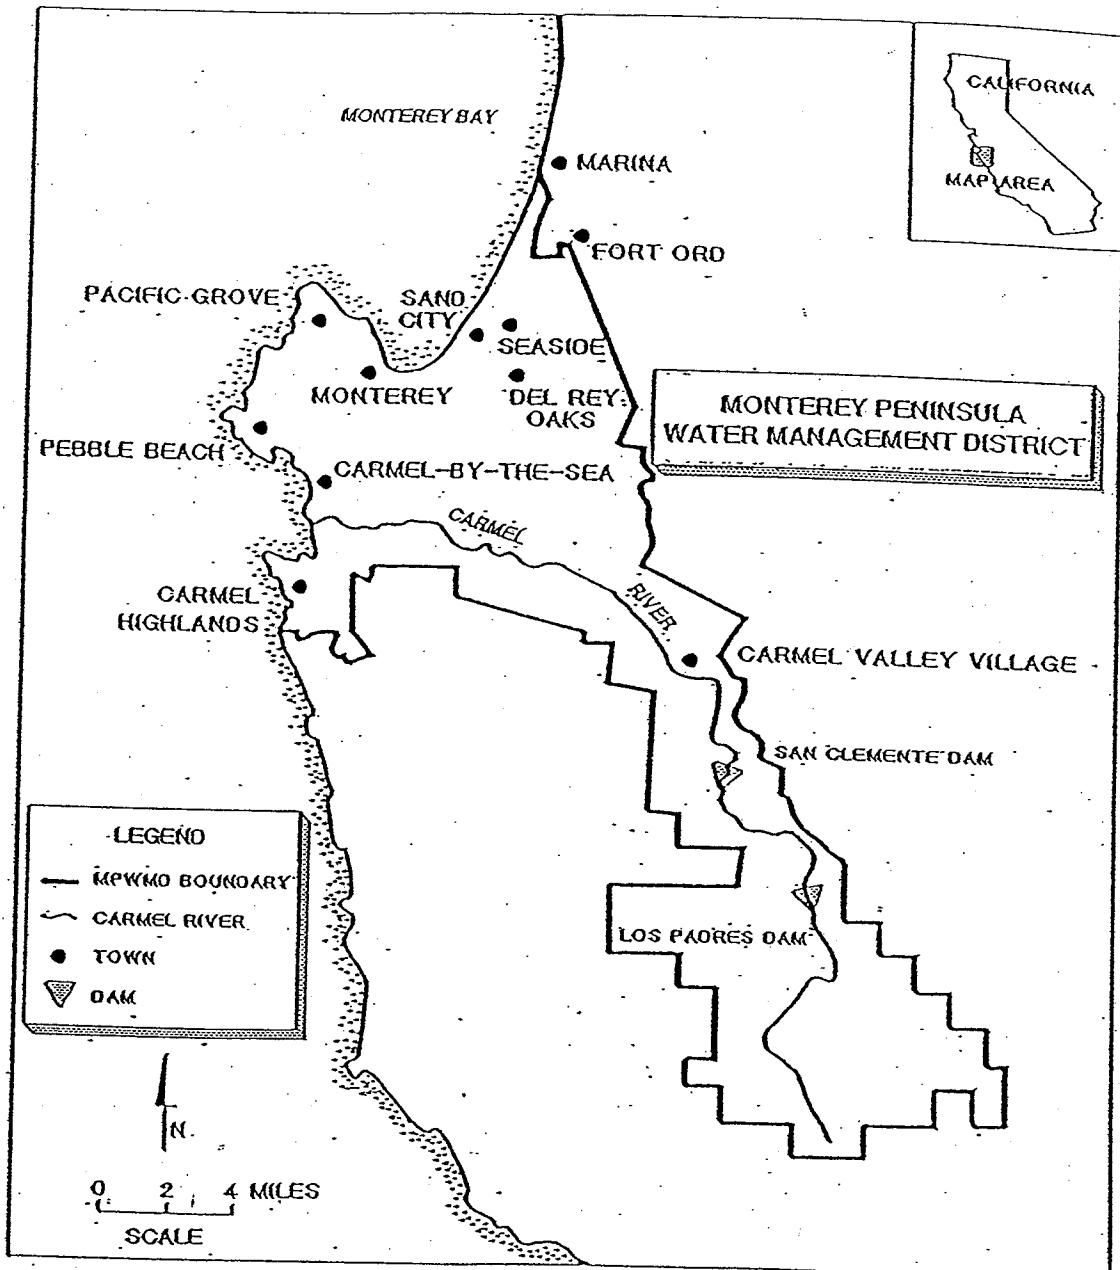 MONTEREY BAY
CALIFORNIA
MAP AREA
MARINA
FORT ORD
PACIFIC GROVE
SAND
CITY
SEASIDE
MONTEREY
DEL REY
OAKS
MONTEREY PENINSULA
WATER MANAGEMENT DISTRICT
PEBBLE BEACH
CARMEL-BY-THE-SEA
CARMEL
RIVER
CARMEL
HIGHLANDS
CARMEL VALLEY VILLAGE
SAN CLEMENTE DAM
LOS PADRES DAM
LEGEND
MPWMD BOUNDARY
CARMEL RIVER
TOWN
DAM
N
0 2 4 MILES
SCALE